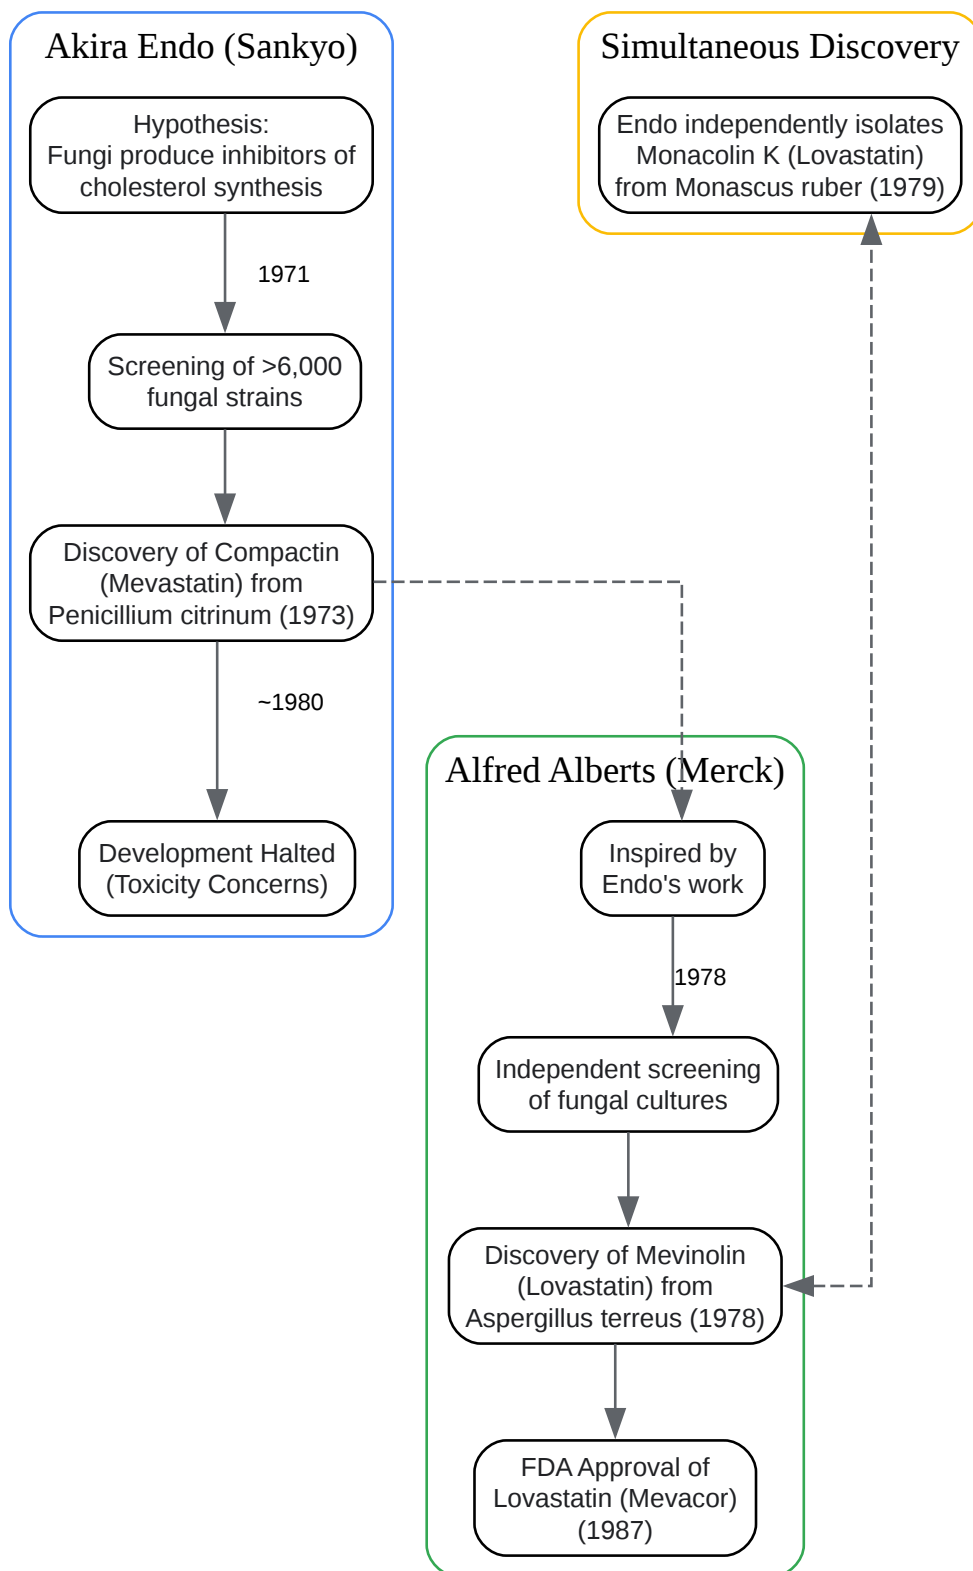 Akira Endo (Sankyo)
Hypothesis:
Fungi produce inhibitors of
cholesterol synthesis
1971
Screening of >6,000
fungal strains
Discovery of Compactin
(Mevastatin) from
Penicillium citrinum (1973)
~1980
Development Halted
(Toxicity Concerns)
Simultaneous Discovery
Endo independently isolates
Monacolin K (Lovastatin)
from Monascus ruber (1979)
Alfred Alberts (Merck)
Inspired by
Endo's work
1978
Independent screening
of fungal cultures
Discovery of Mevinolin
(Lovastatin) from
Aspergillus terreus (1978)
FDA Approval of
Lovastatin (Mevacor)
(1987)